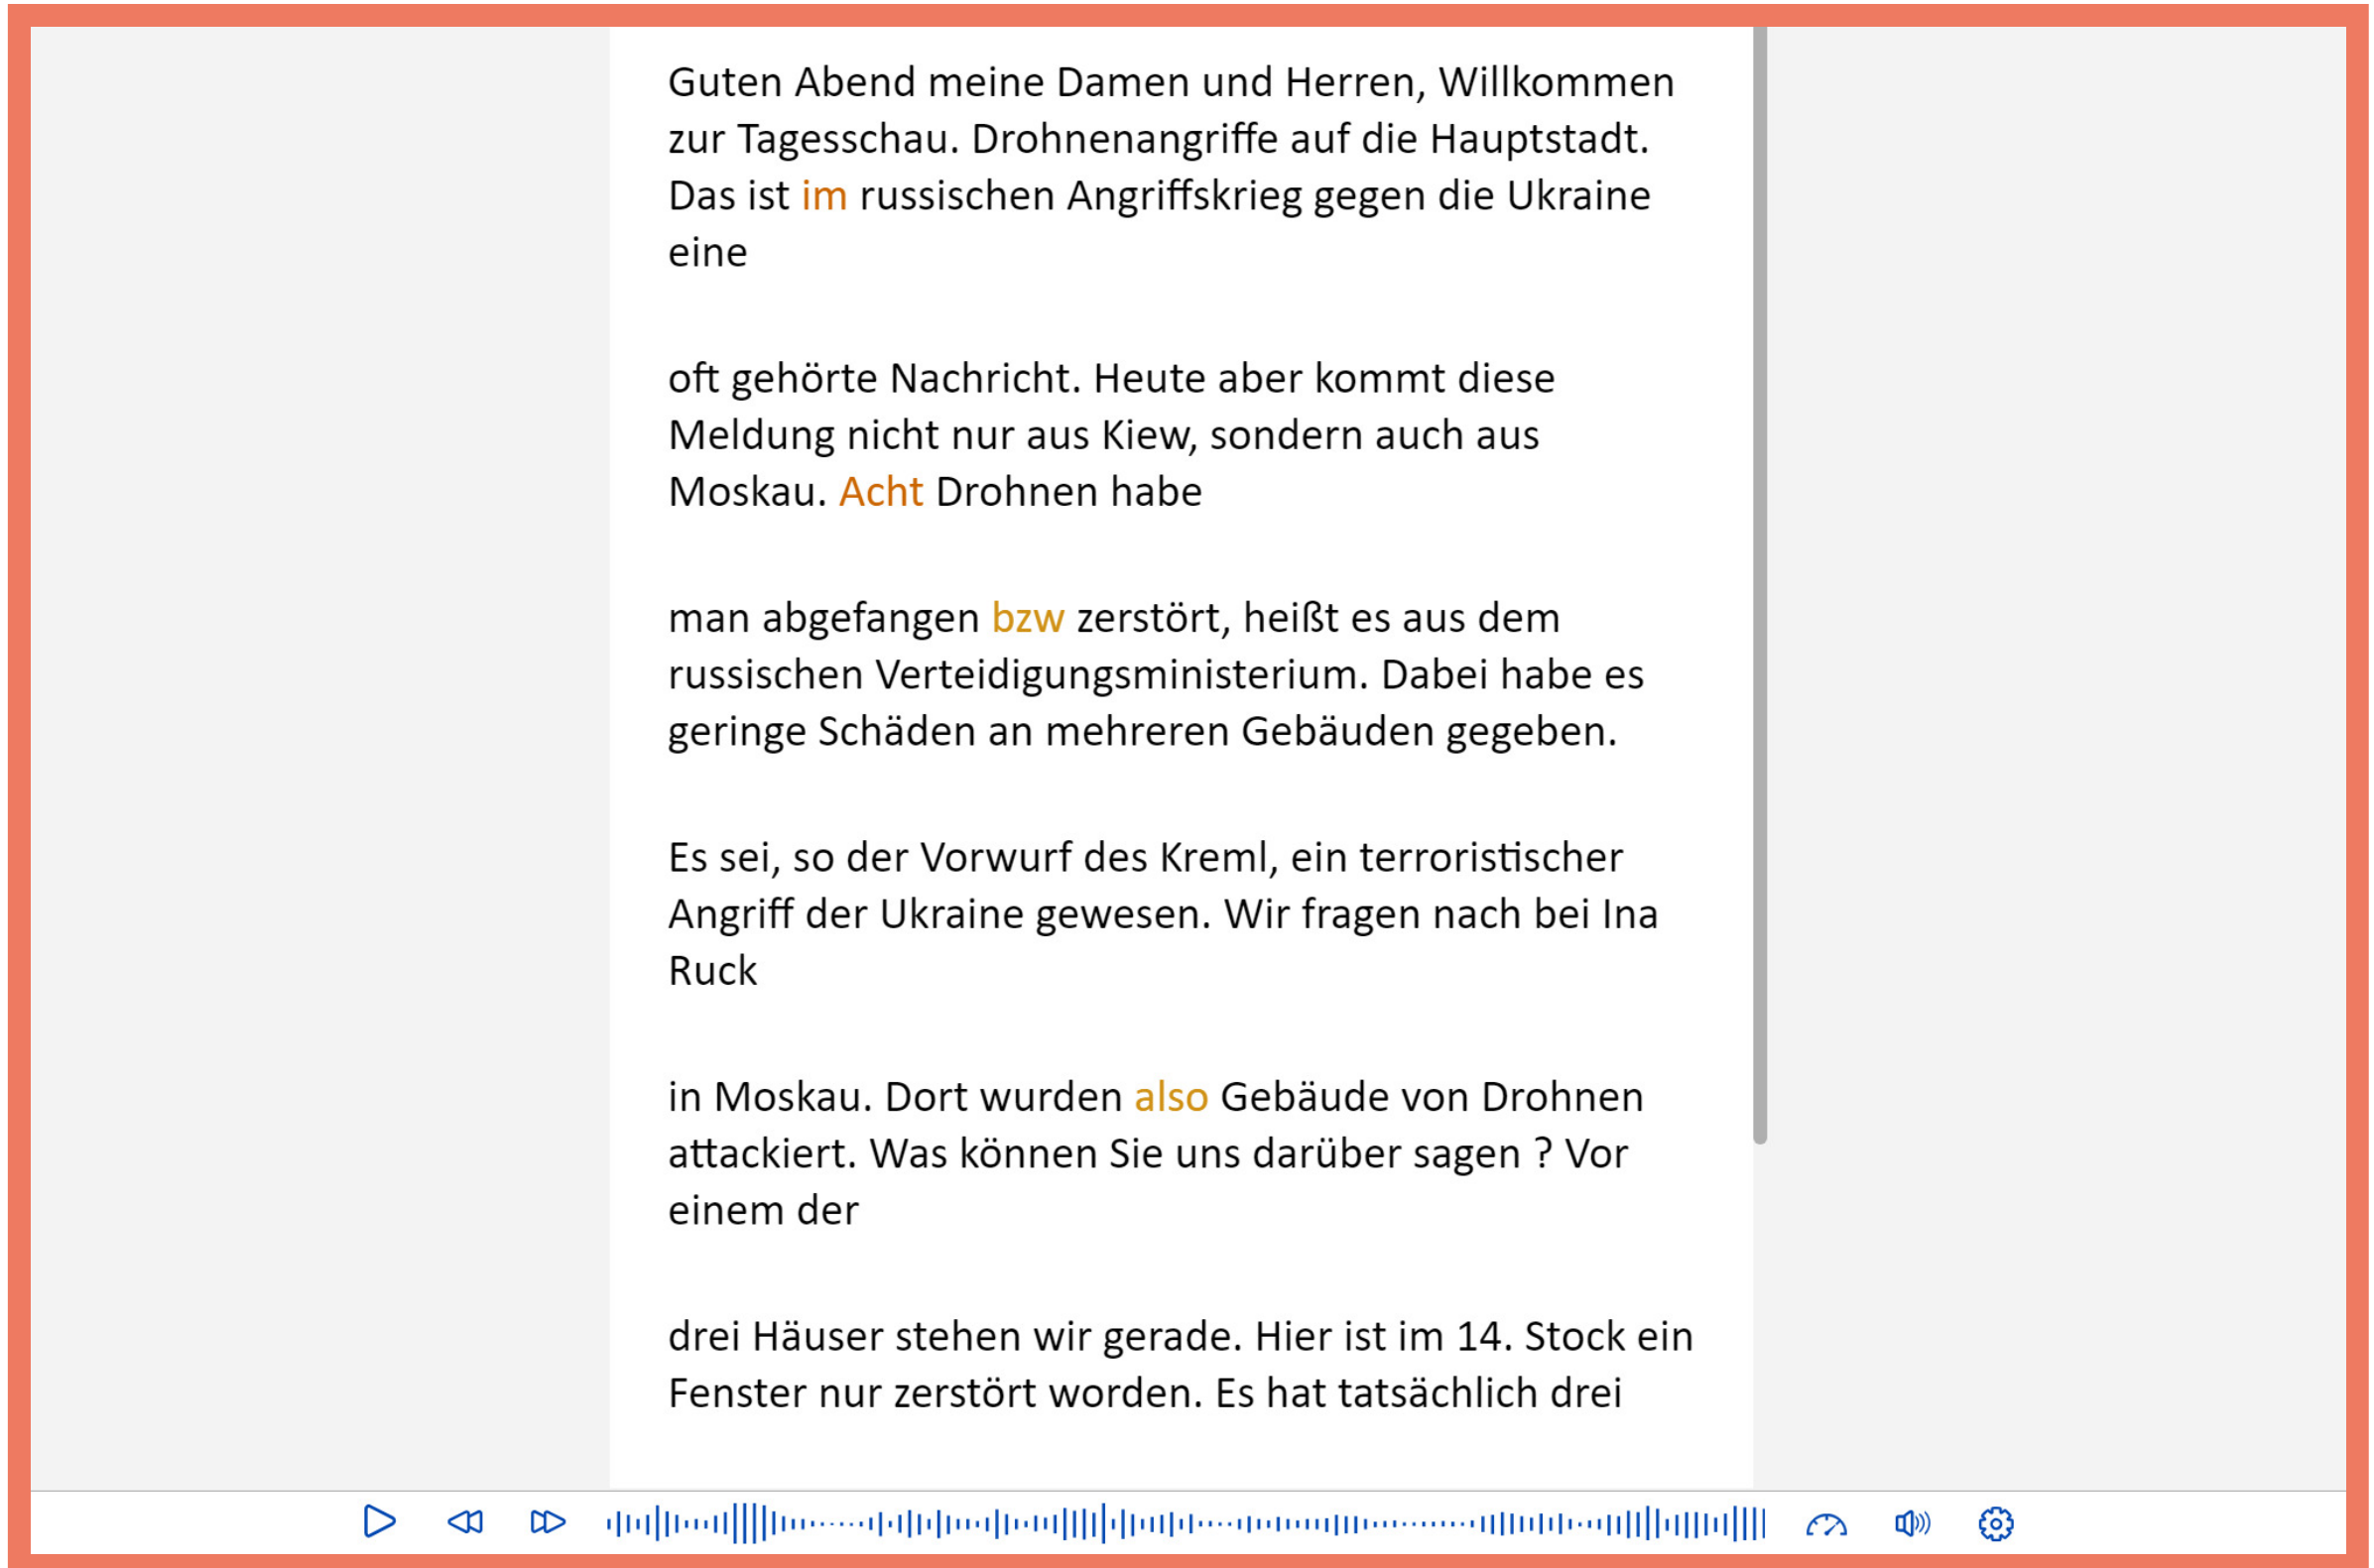 Guten Abend meine Damen und Herren, Willkommen
zur Tagesschau. Drohnenangriffe auf die Hauptstadt.
Das ist im russischen Angriffskrieg gegen die Ukraine
eine
oft gehörte Nachricht. Heute aber kommt diese
Meldung nicht nur aus Kiew, sondern auch aus
Moskau. Acht Drohnen habe
man abgefangen bzw zerstört, heißt es aus dem
russischen Verteidigungsministerium. Dabei habe es
geringe Schäden an mehreren Gebäuden gegeben.
Es sei, so der Vorwurf des Kreml, ein terroristischer
Angriff der Ukraine gewesen. Wir fragen nach bei Ina
Ruck
in Moskau. Dort wurden also Gebäude von Drohnen
attackiert. Was können Sie uns darüber sagen ? Vor
einem der
drei Häuser stehen wir gerade. Hier ist im 14. Stock ein
Fenster nur zerstört worden. Es hat tatsächlich drei